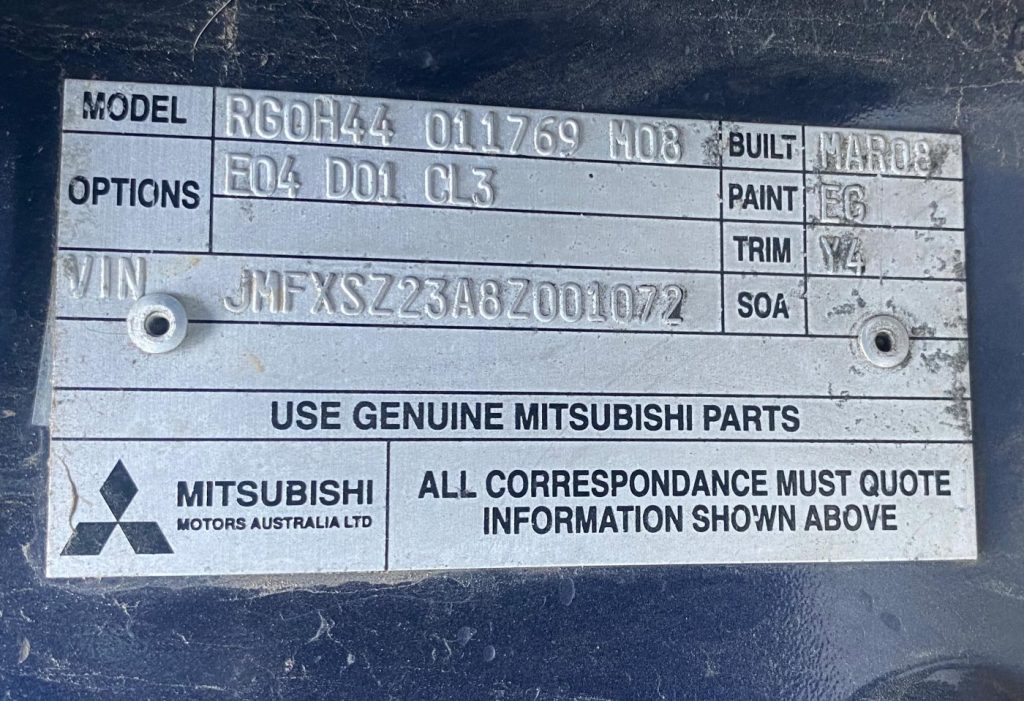 MODEL RG0H44 011769 M08 BUILT MAR08
OPTIONS E04 D01 CL3 PAINT EG
TRIM Y4
VIN JMFXSZ23A8Z001072 SOA
USE GENUINE MITSUBISHI PARTS
MITSUBISHI
MOTORS AUSTRALIA LTD
ALL CORRESPONDANCE MUST QUOTE
INFORMATION SHOWN ABOVE